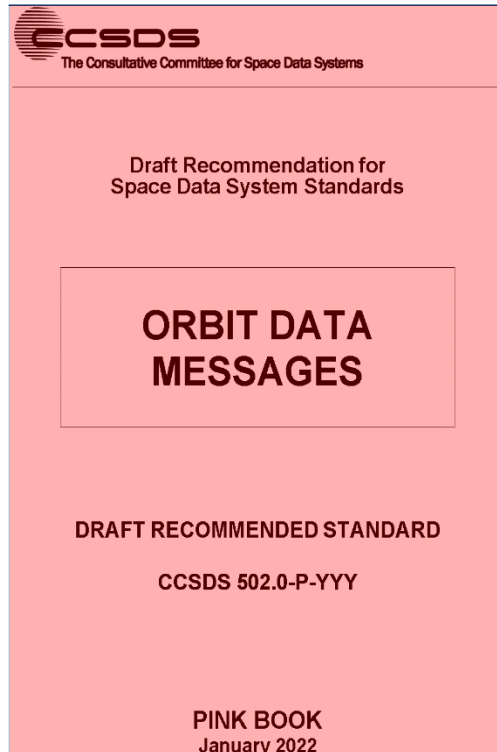 CCSDS
The Consultative Committee for Space Data Systems
Draft Recommendation for
Space Data System Standards
ORBIT DATA
MESSAGES
DRAFT RECOMMENDED STANDARD
CCSDS 502.0-P-YYY
PINK BOOK
January 2022